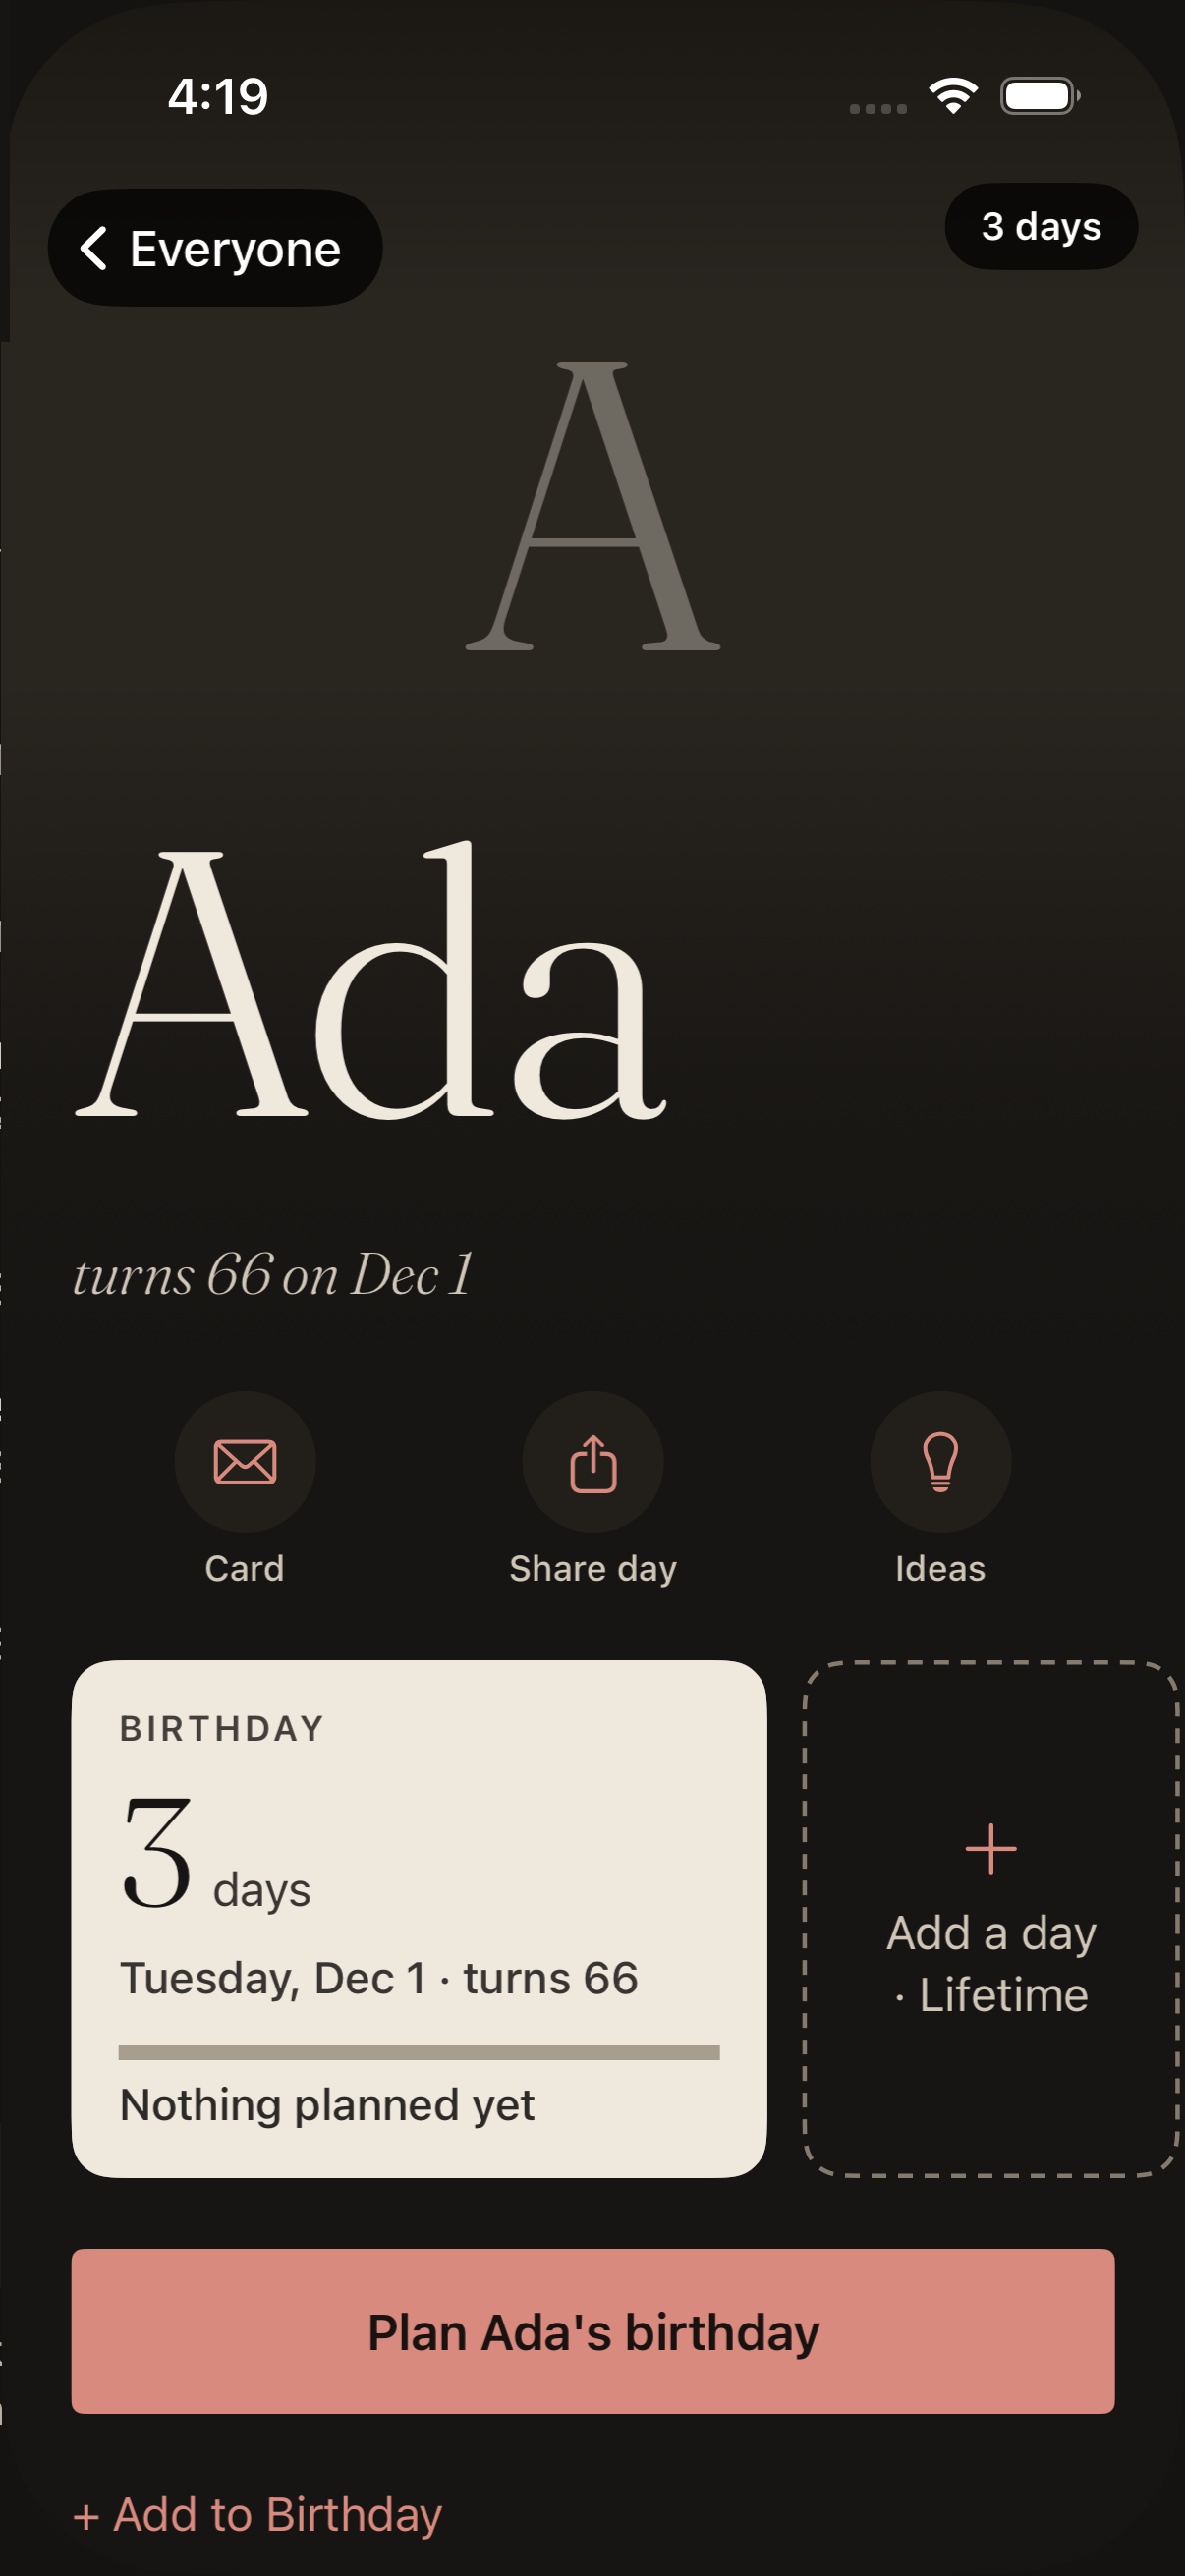 4:19
Everyone
3 days
A
Ada
turns 66 on Dec 1
Card
Share day
Ideas
BIRTHDAY
3 days
Tuesday, Dec 1 · turns 66
Nothing planned yet
+
Add a day
· Lifetime
Plan Ada's birthday
+ Add to Birthday